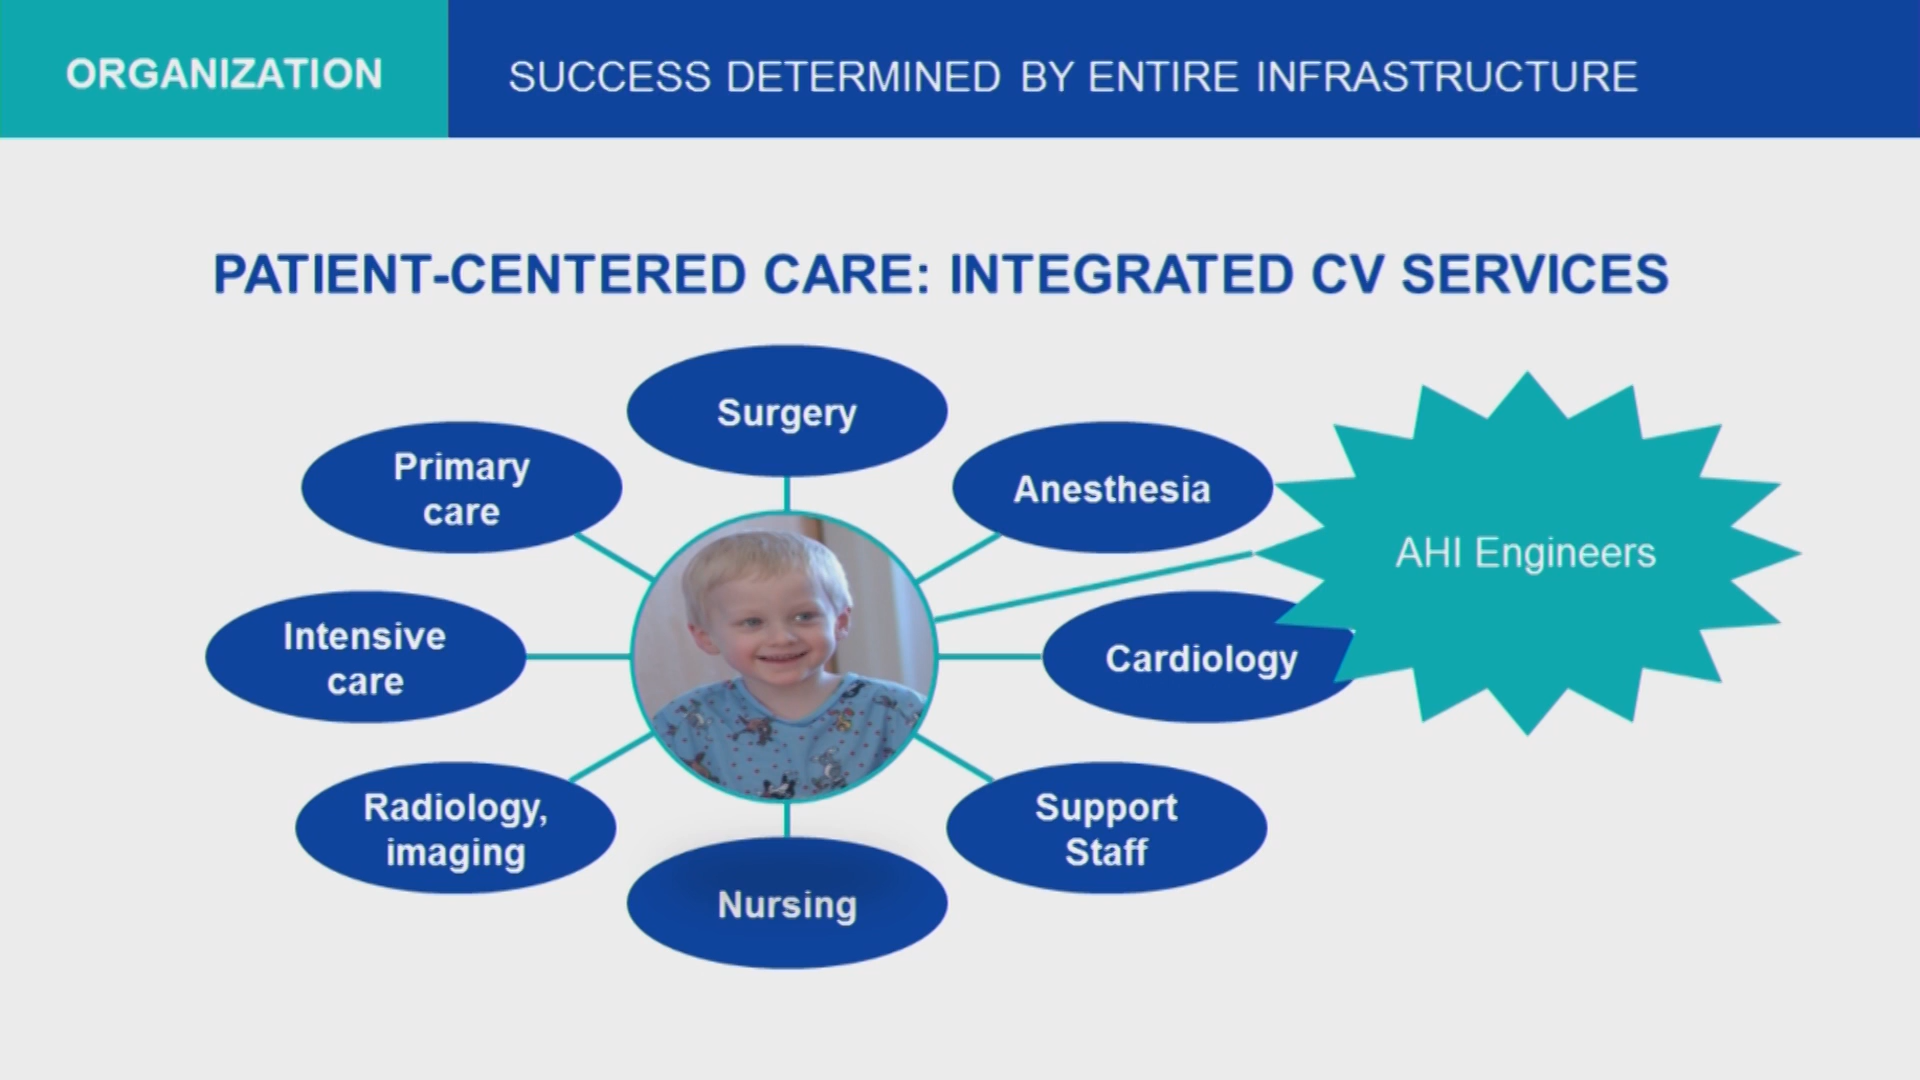 ORGANIZATION
SUCCESS DETERMINED BY ENTIRE INFRASTRUCTURE
PATIENT-CENTERED CARE: INTEGRATED CV SERVICES
Surgery
Primary
care
Anesthesia
AHI Engineers
Intensive
care
Cardiology
Radiology,
imaging
Support
Staff
Nursing